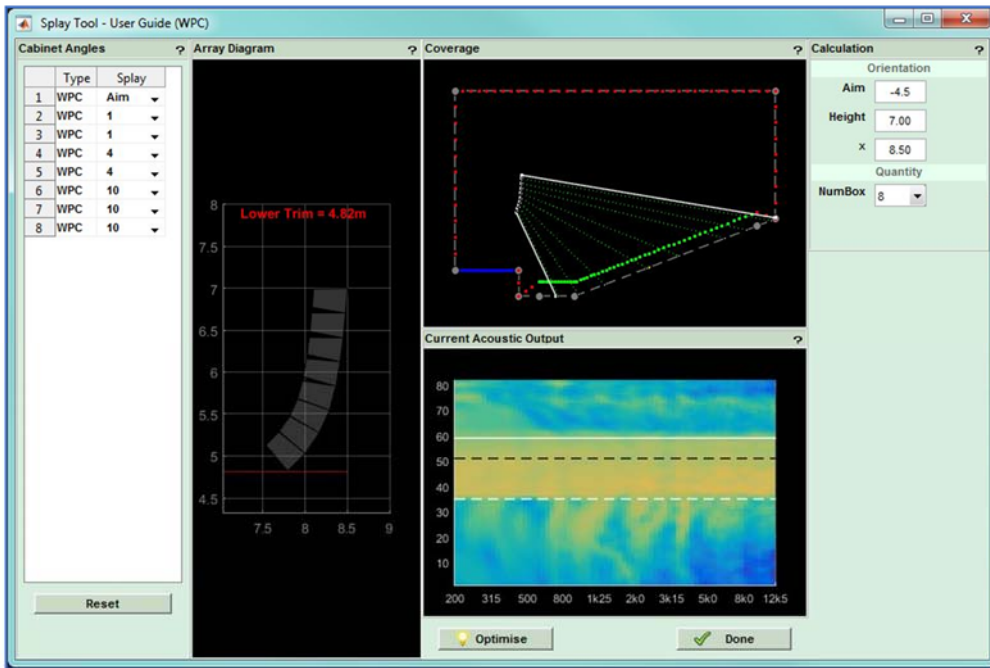 Splay Tool - User Guide (WPC)
Cabinet Angles ?
Type Splay
1 WPC Aim
2 WPC 1
3 WPC 1
4 WPC 4
5 WPC 4
6 WPC 10
7 WPC 10
8 WPC 10
Reset
Array Diagram ?
Lower Trim = 4.82m
8
7.5
7
6.5
6
5.5
5
4.5
7.5 8 8.5 9
Coverage ?
Current Acoustic Output ?
80
70
60
50
40
30
20
10
200 315 500 800 1k25 2k0 3k15 5k0 8k0 12k5
Optimise Done
Calculation ?
Orientation
Aim -4.5
Height 7.00
x 8.50
Quantity
NumBox 8